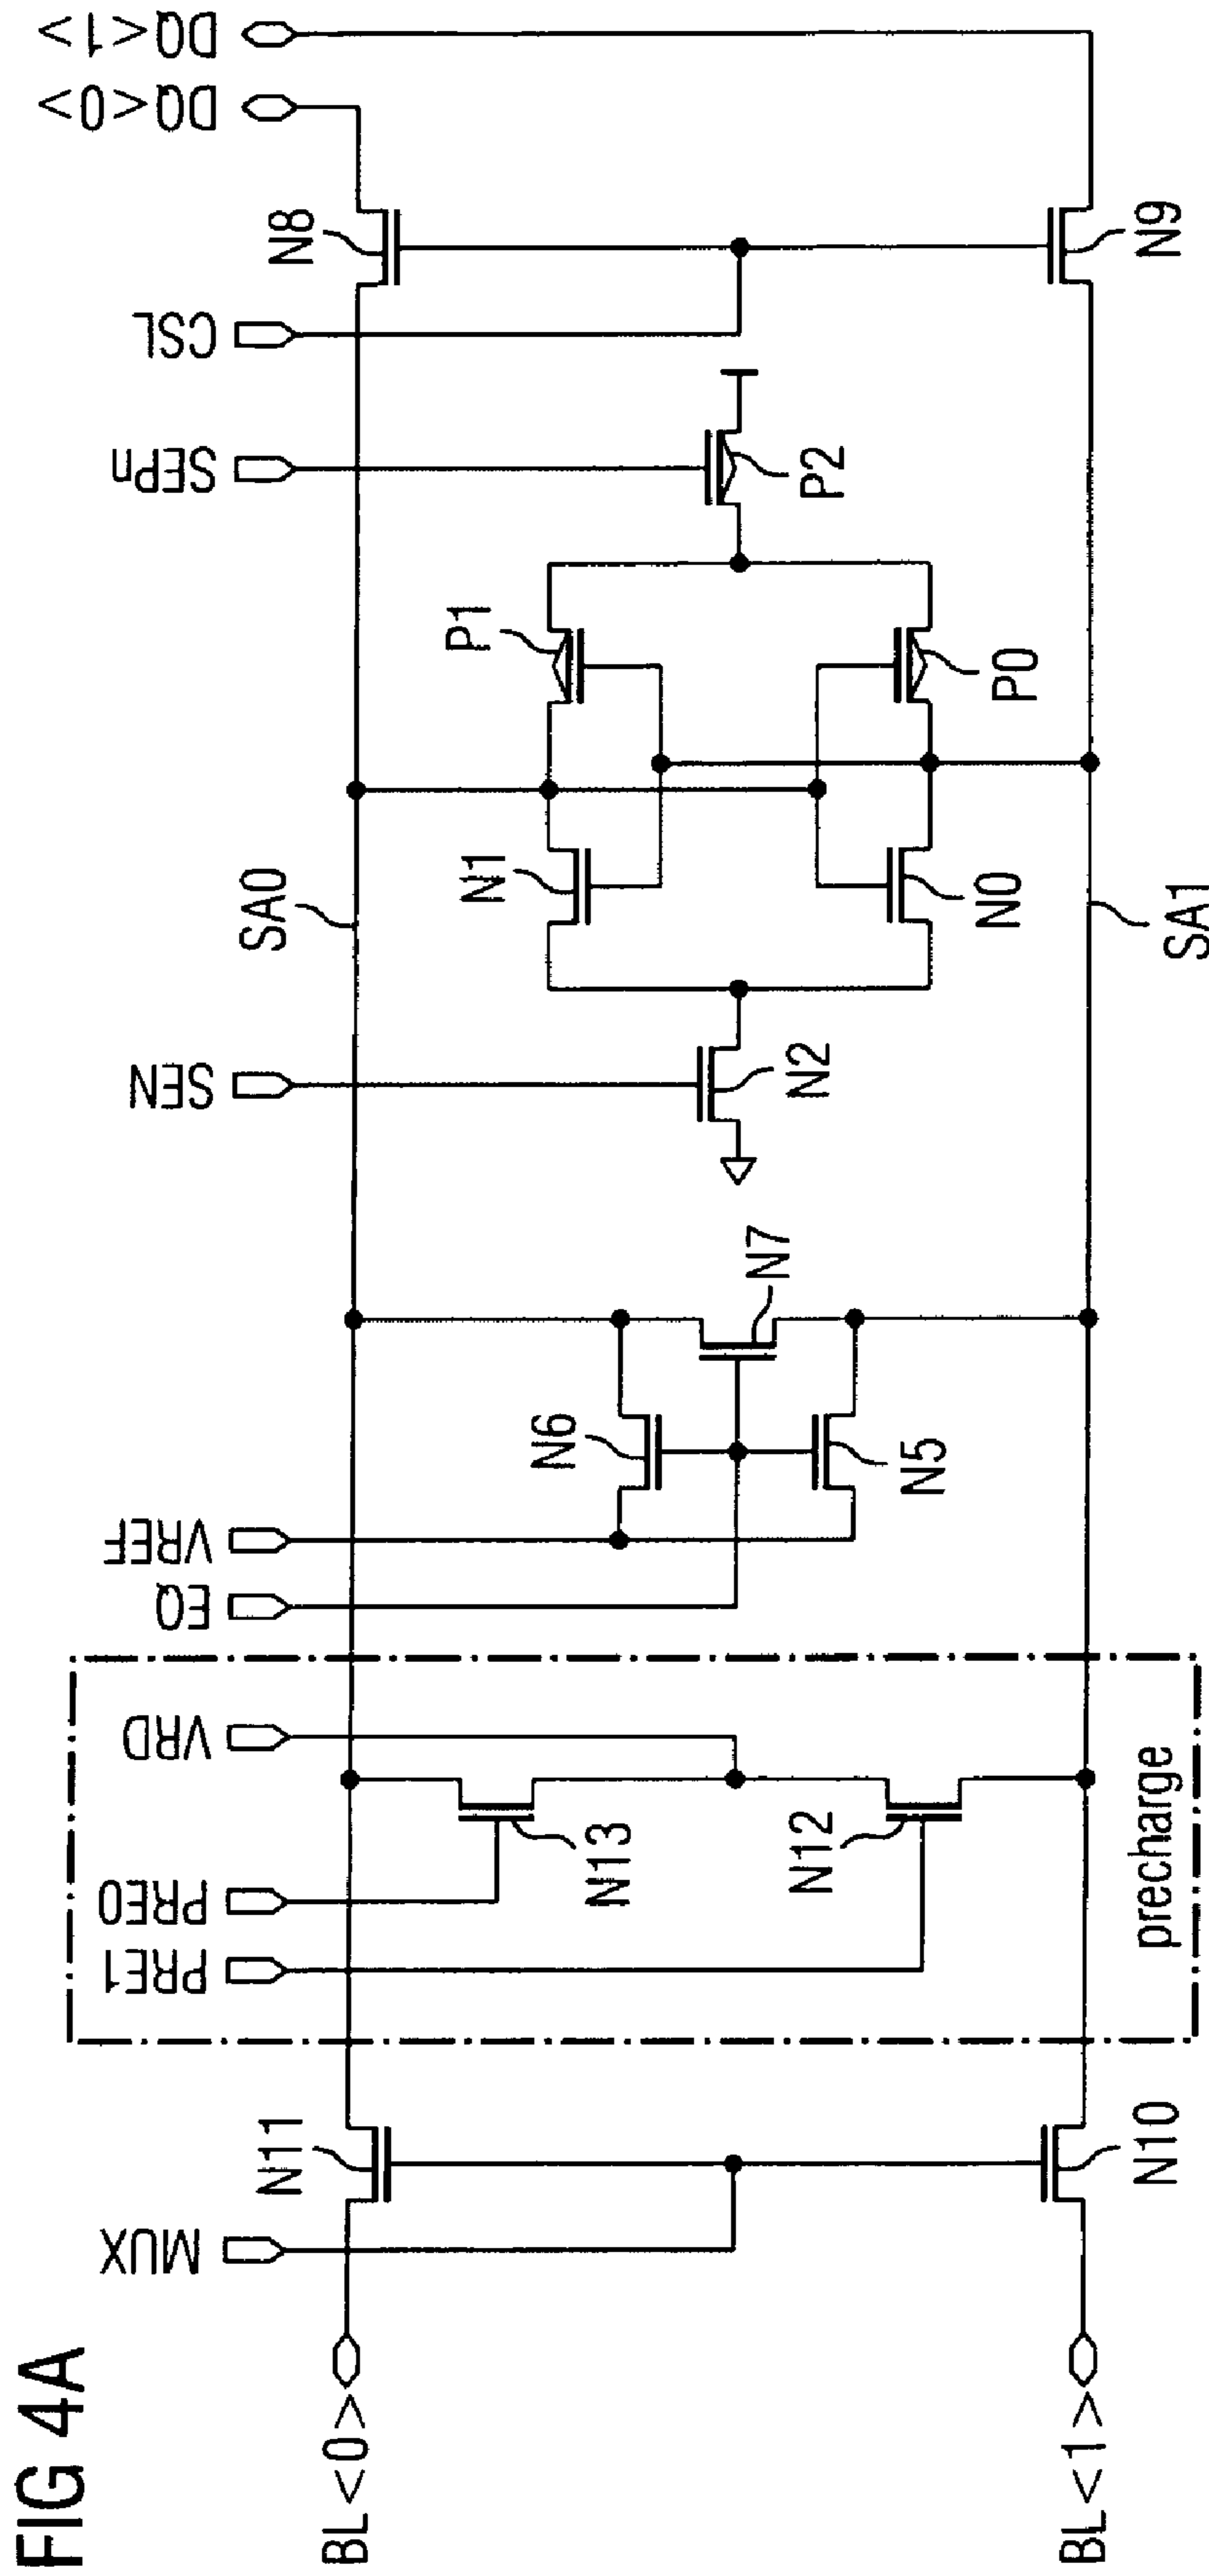 FIG 4A
BL<0>
BL<1>
MUX
N11
N10
PRE1
PRE0
VRD
N13
N12
precharge
EQ
VREF
N6
N5
N7
SEN
N2
SA0
SA1
N1
N0
P1
P0
SEPn
P2
CSL
N8
N9
DQ<0>
DQ<1>